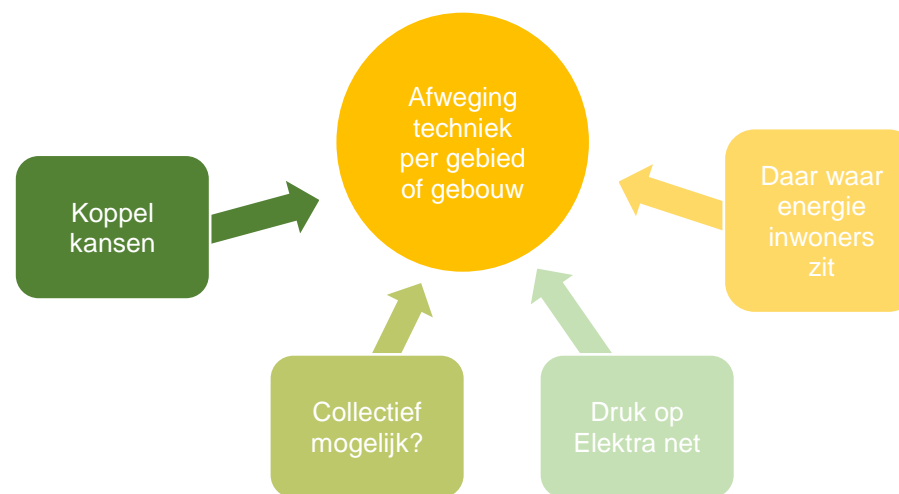 Afweging
techniek
per gebied
of gebouw
Koppel
kansen
Daar waar
energie
inwoners
zit
Collectief
mogelijk?
Druk op
Elektra net